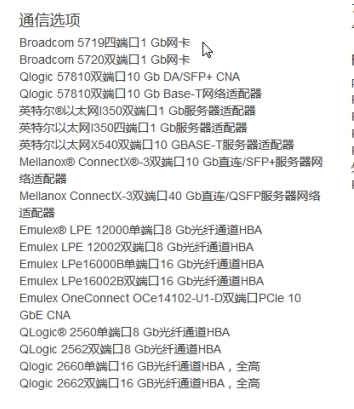 通信选项
Broadcom 5719四端口1 Gb网卡
Broadcom 5720双端口1 Gb网卡
Qlogic 57810双端口10 Gb DA/SFP+ CNA
Qlogic 57810双端口10 Gb Base-T网络适配器
英特尔®以太网I350双端口1 Gb服务器适配器
英特尔以太网I350四端口1 Gb服务器适配器
英特尔以太网X540双端口10 GBASE-T服务器适配器
Mellanox® ConnectX®-3双端口10 Gb直连/SFP+服务器网
络适配器
Mellanox ConnectX-3双端口40 Gb直连/QSFP服务器网络
适配器
Emulex® LPE 12000单端口8 Gb光纤通道HBA
Emulex LPE 12002双端口8 Gb光纤通道HBA
Emulex LPe16000B单端口16 Gb光纤通道HBA
Emulex LPe16002B双端口16 Gb光纤通道HBA
Emulex OneConnect OCe14102-U1-D双端口PCIe 10
GbE CNA
QLogic® 2560单端口8 Gb光纤通道HBA
QLogic 2562双端口8 Gb光纤通道HBA
Qlogic 2660单端口16 GB光纤通道HBA，全高
Qlogic 2662双端口16 GB光纤通道HBA，全高